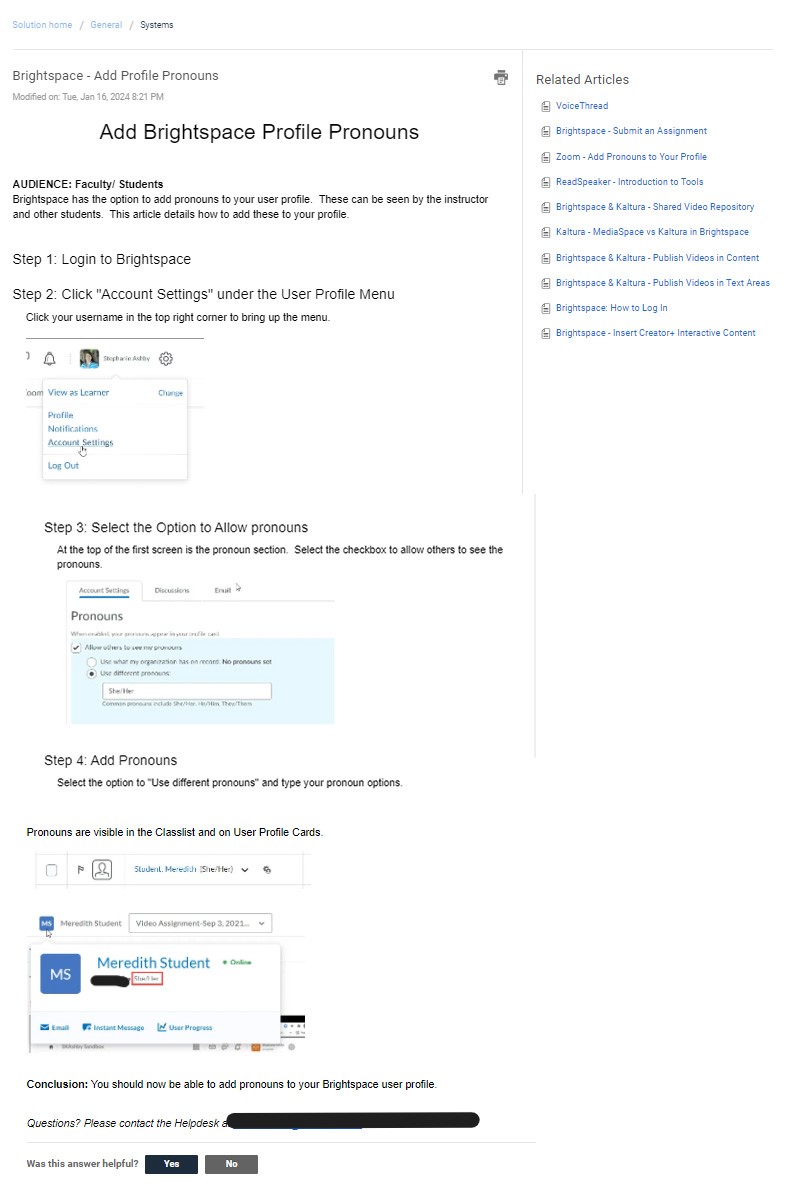 Solution home / General / Systems
Brightspace - Add Profile Pronouns
Modified on: Tue, Jan 16, 2024 8:21 PM
Add Brightspace Profile Pronouns
AUDIENCE: Faculty/ Students
Brightspace has the option to add pronouns to your user profile. These can be seen by the instructor
and other students. This article details how to add these to your profile.
Step 1: Login to Brightspace
Step 2: Click "Account Settings" under the User Profile Menu
Click your username in the top right corner to bring up the menu.
Stephanie Ashby
View as Learner Change
Profile
Notifications
Account Settings
Log Out
Step 3: Select the Option to Allow pronouns
At the top of the first screen is the pronoun section. Select the checkbox to allow others to see the
pronouns.
Account Settings Discussions Email
Pronouns
When enabled, your pronouns appear in your profile card.
Allow others to see my pronouns
Use what my organization has on record: No pronouns set
Use different pronouns:
She/Her
Common pronouns include She/Her, He/Him, They/Them
Step 4: Add Pronouns
Select the option to "Use different pronouns" and type your pronoun options.
Pronouns are visible in the Classlist and on User Profile Cards.
Student, Meredith (She/Her)
MS Meredith Student Video Assignment-Sep 3, 2021...
MS Meredith Student Online
She/Her
Email Instant Message User Progress
Conclusion: You should now be able to add pronouns to your Brightspace user profile.
Questions? Please contact the Helpdesk
Was this answer helpful? Yes No
Related Articles
VoiceThread
Brightspace - Submit an Assignment
Zoom - Add Pronouns to Your Profile
ReadSpeaker - Introduction to Tools
Brightspace & Kaltura - Shared Video Repository
Kaltura - MediaSpace vs Kaltura in Brightspace
Brightspace & Kaltura - Publish Videos in Content
Brightspace & Kaltura - Publish Videos in Text Areas
Brightspace: How to Log In
Brightspace - Insert Creator+ Interactive Content